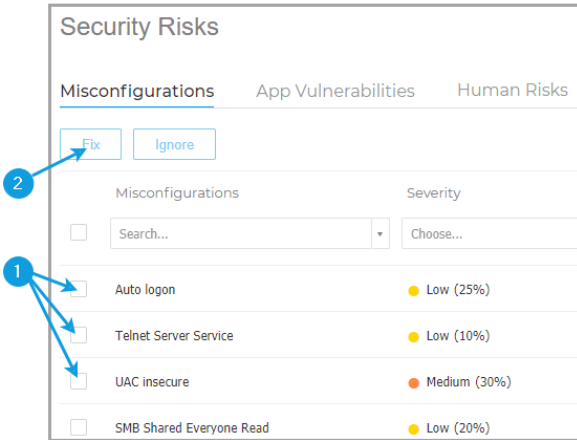 Security Risks
Misconfigurations App Vulnerabilities Human Risks
Fix Ignore
2
Misconfigurations Severity
Search... Choose...
1
Auto logon Low (25%)
Telnet Server Service Low (10%)
UAC insecure Medium (30%)
SMB Shared Everyone Read Low (20%)